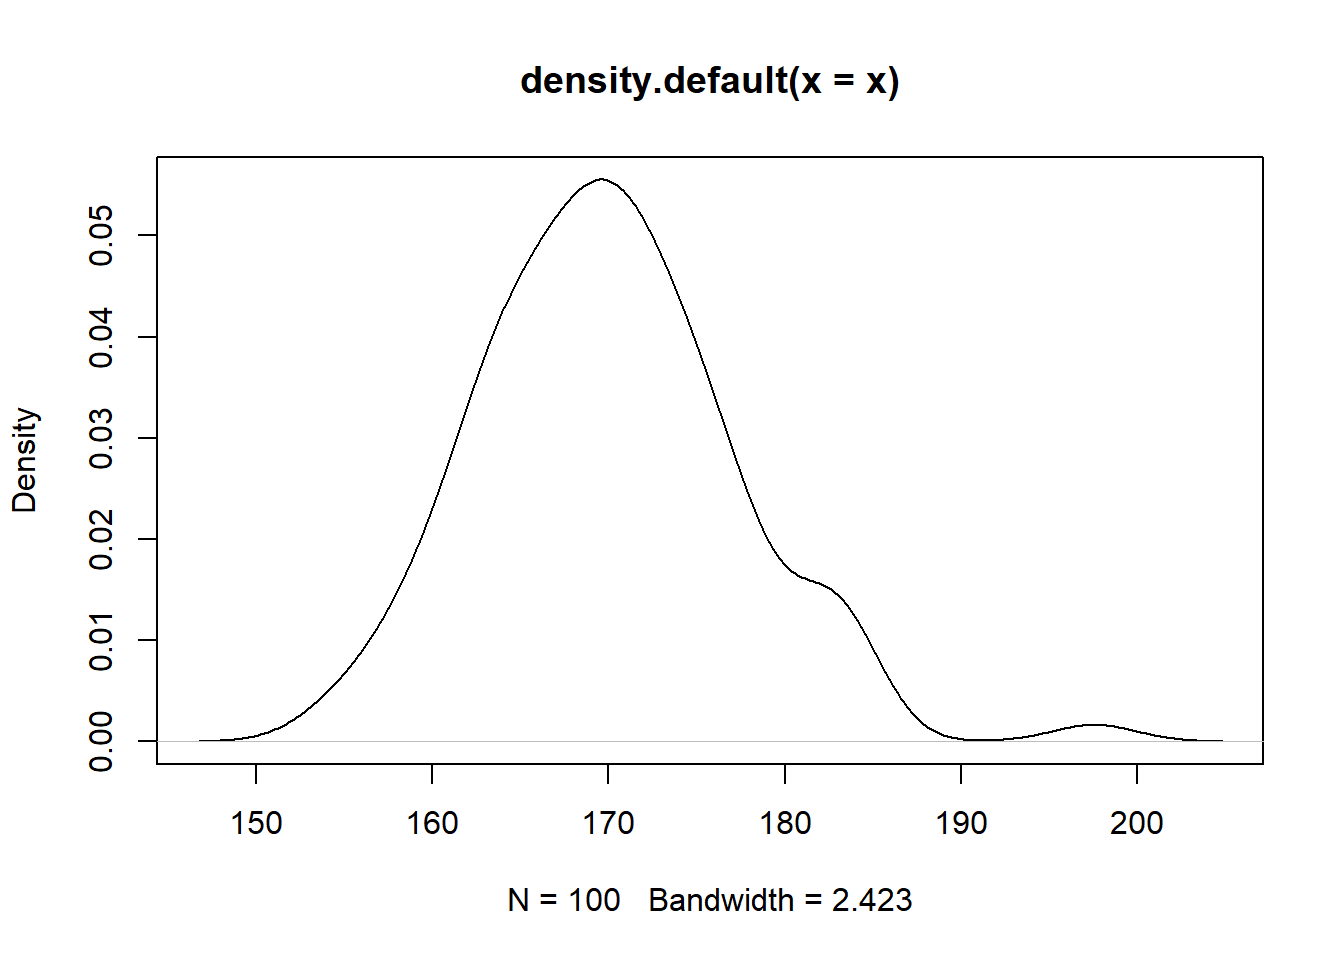 density.default(x = x)
Density
0.05
0.04
0.03
0.02
0.01
0.00
150 160 170 180 190 200
N = 100 Bandwidth = 2.423